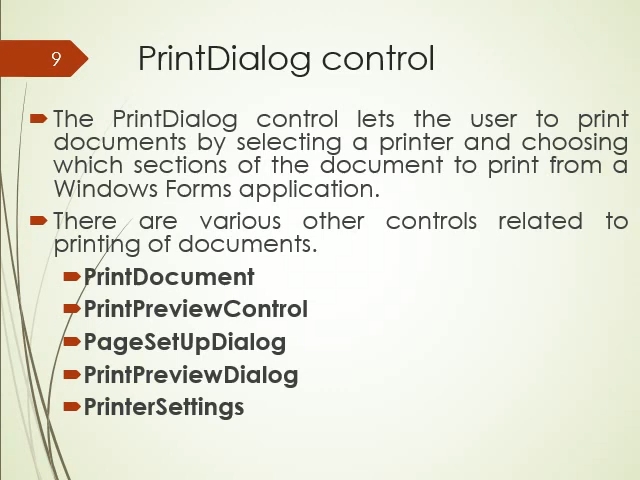 9
PrintDialog control
The PrintDialog control lets the user to print
documents by selecting a printer and choosing
which sections of the document to print from a
Windows Forms application.
There are various other controls related to
printing of documents.
PrintDocument
PrintPreviewControl
PageSetUpDialog
PrintPreviewDialog
PrinterSettings